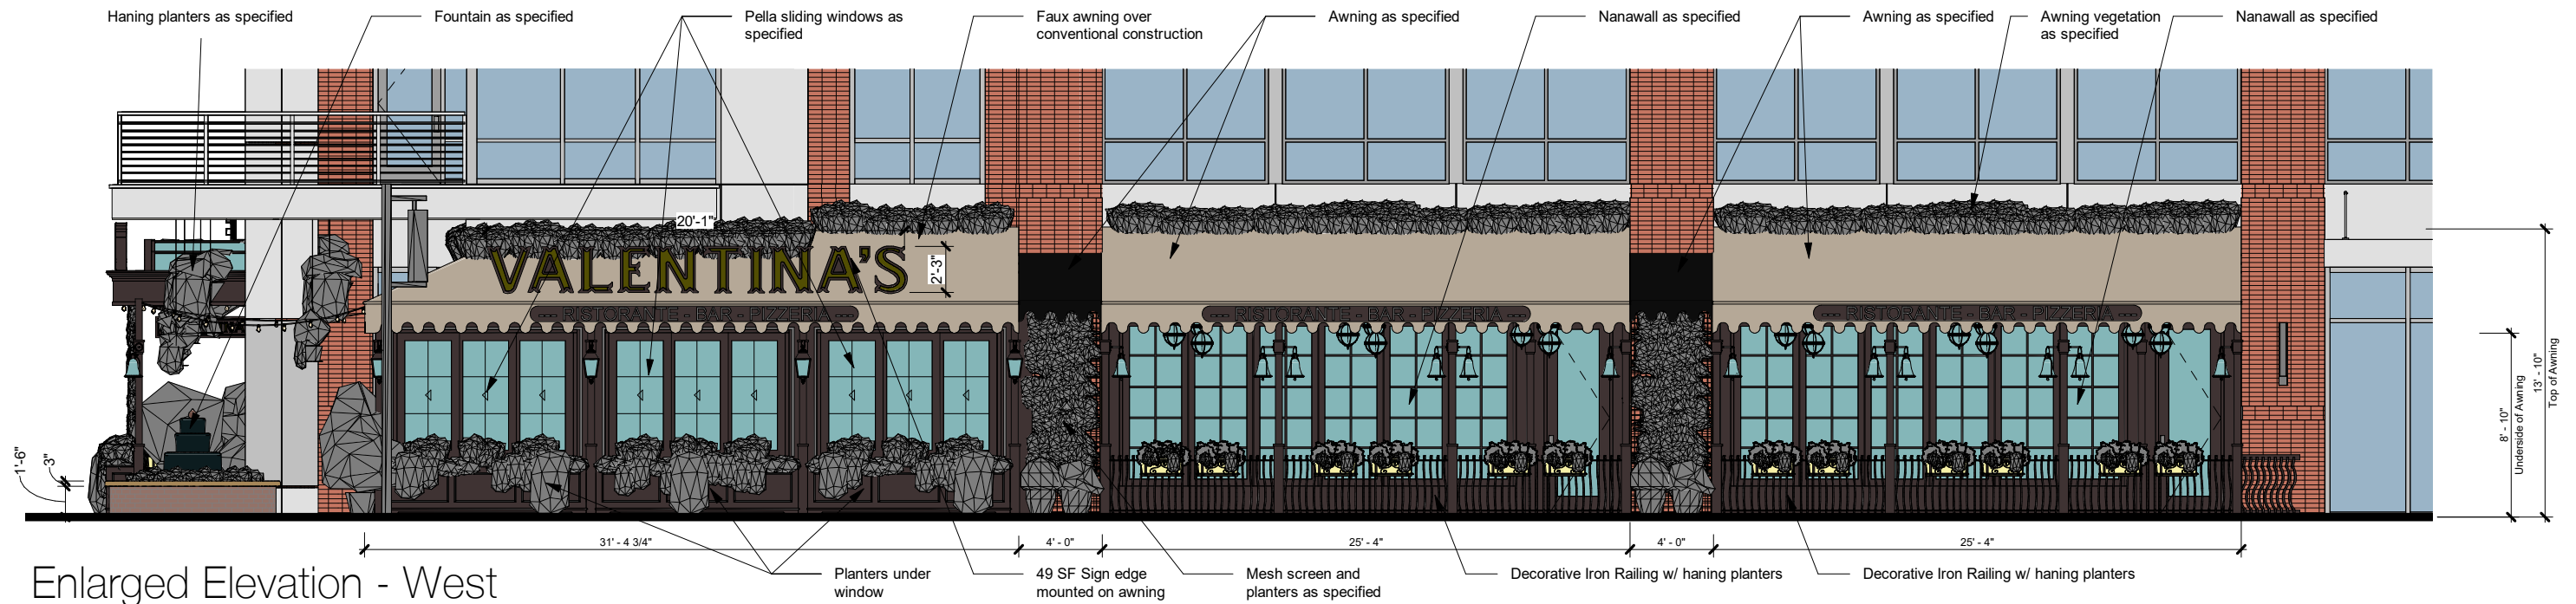 Haning planters as specified
Fountain as specified
Pella sliding windows as
specified
Faux awning over
conventional construction
Awning as specified
Nanawall as specified
Awning as specified
Awning vegetation
as specified
Nanawall as specified
20'-1"
VALENTINA'S
2'-3"
--- RISTORANTE - BAR - PIZZERIA ---
--- RISTORANTE - BAR - PIZZERIA ---
--- RISTORANTE - BAR - PIZZERIA ---
1'-6"
3"
8' - 10"
Underside of Awning
13' - 10"
Top of Awning
31' - 4 3/4"
4' - 0"
25' - 4"
4' - 0"
25' - 4"
Planters under
window
49 SF Sign edge
mounted on awning
Mesh screen and
planters as specified
Decorative Iron Railing w/ haning planters
Decorative Iron Railing w/ haning planters
Enlarged Elevation - West